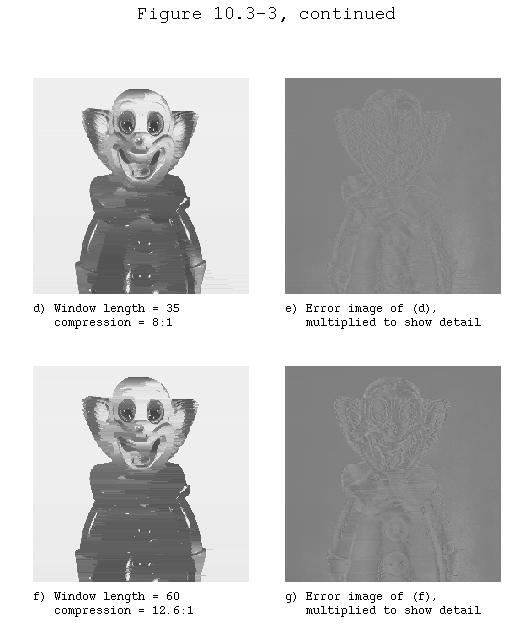 Figure 10.3-3, continued
d) Window length = 35
compression = 8:1
e) Error image of (d),
multiplied to show detail
f) Window length = 60
compression = 12.6:1
g) Error image of (f),
multiplied to show detail